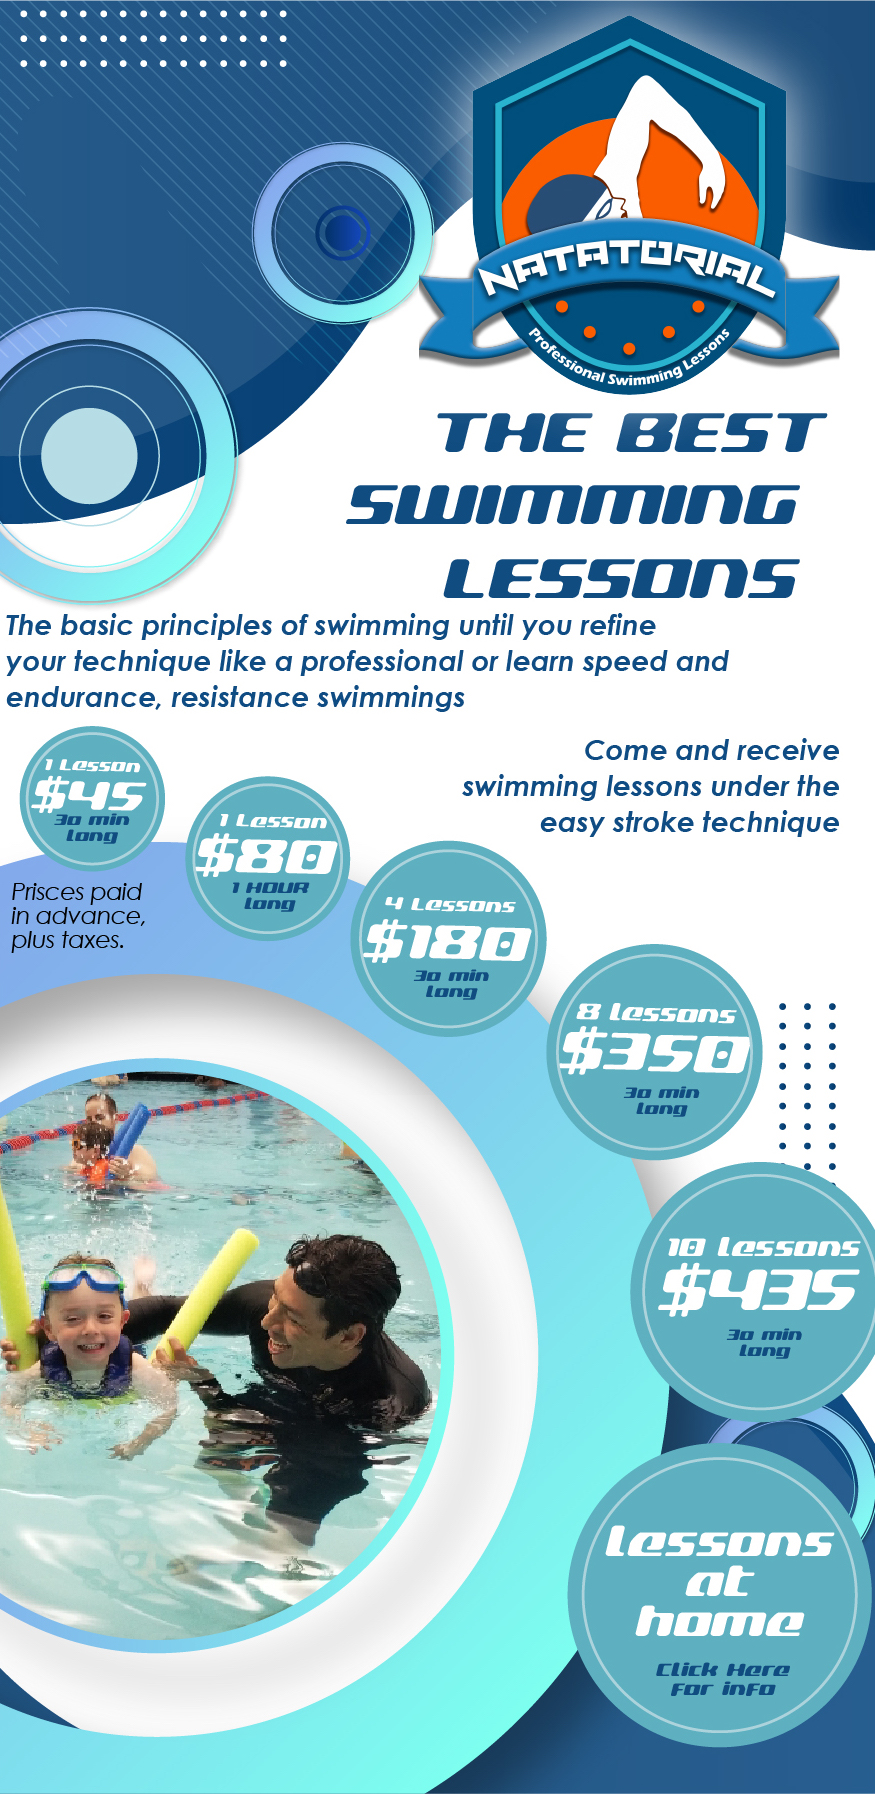 NATATORIAL
Professional Swimming Lessons
THE BEST
SWIMMING
LESSONS
The basic principles of swimming until you refine
your technique like a professional or learn speed and
endurance, resistance swimmings
Come and receive
swimming lessons under the
easy stroke technique
1 Lesson
$45
30 min
long
1 Lesson
$80
1 HOUR
long
4 Lessons
$180
30 min
long
Prisces paid
in advance,
plus taxes.
8 lessons
$350
30 min
long
10 lessons
$435
30 min
long
lessons
at
home
Click Here
for info